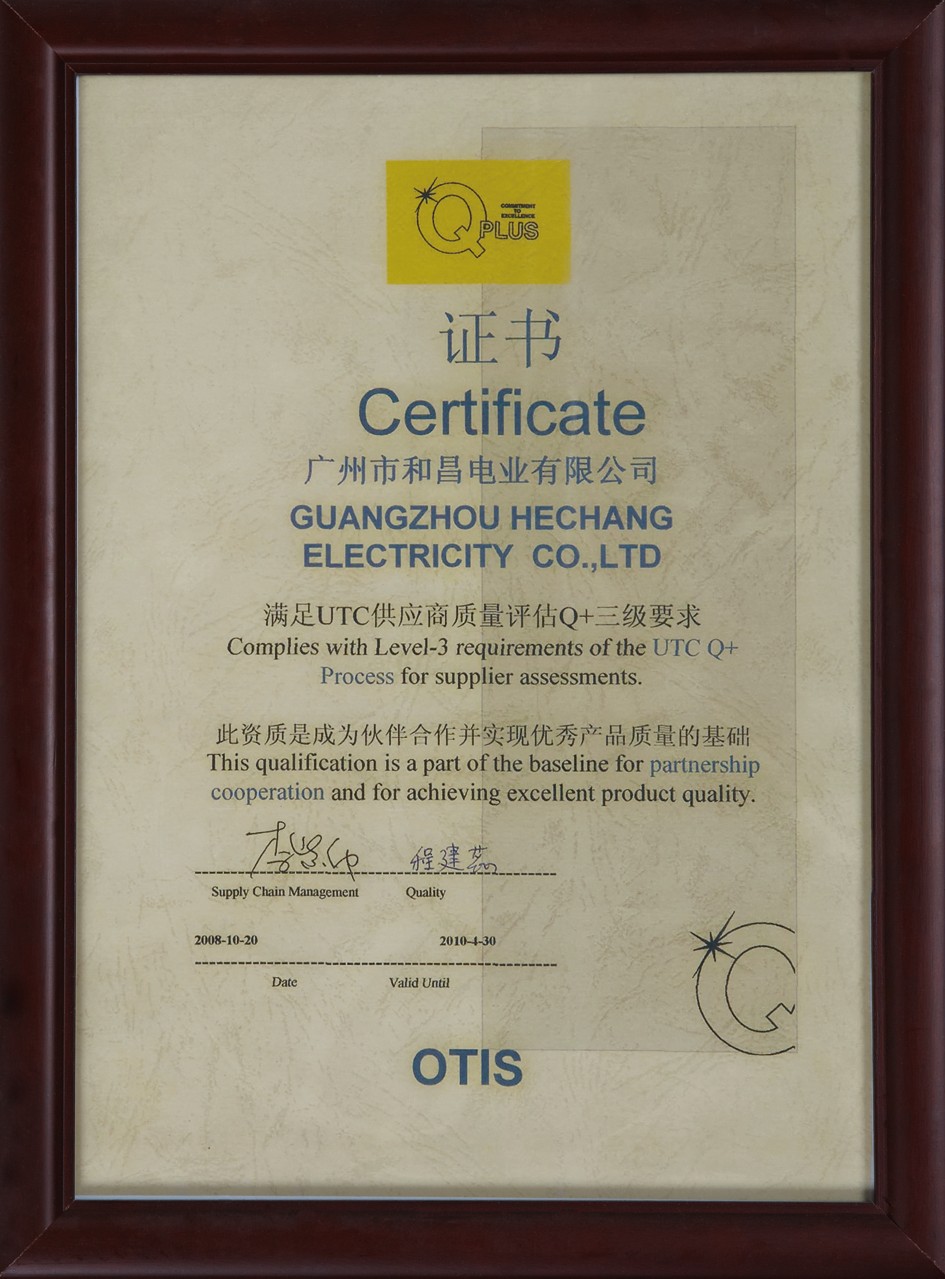 COMMITMENT
TO
EXCELLENCE
Q PLUS
证书
Certificate
广州市和昌电业有限公司
GUANGZHOU HECHANG
ELECTRICITY CO.,LTD
满足UTC供应商质量评估Q+三级要求
Complies with Level-3 requirements of the UTC Q+
Process for supplier assessments.
此资质是成为伙伴合作并实现优秀产品质量的基础
This qualification is a part of the baseline for partnership
cooperation and for achieving excellent product quality.
程建
Supply Chain Management Quality
2008-10-20 2010-4-30
Date Valid Until
Q
OTIS